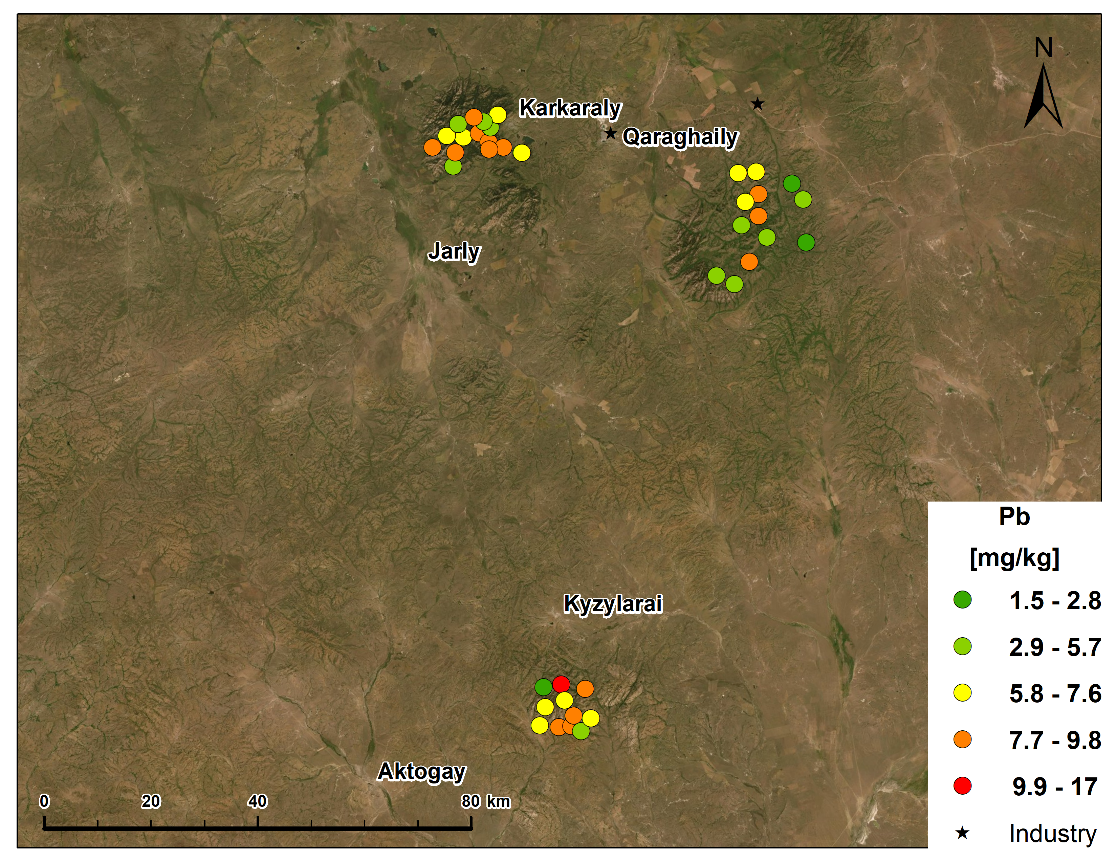 N
Karkaraly
Qaraghaily
Jarly
Kyzylarai
Aktogay
0 20 40 80 km
Pb
[mg/kg]
1.5 - 2.8
2.9 - 5.7
5.8 - 7.6
7.7 - 9.8
9.9 - 17
Industry